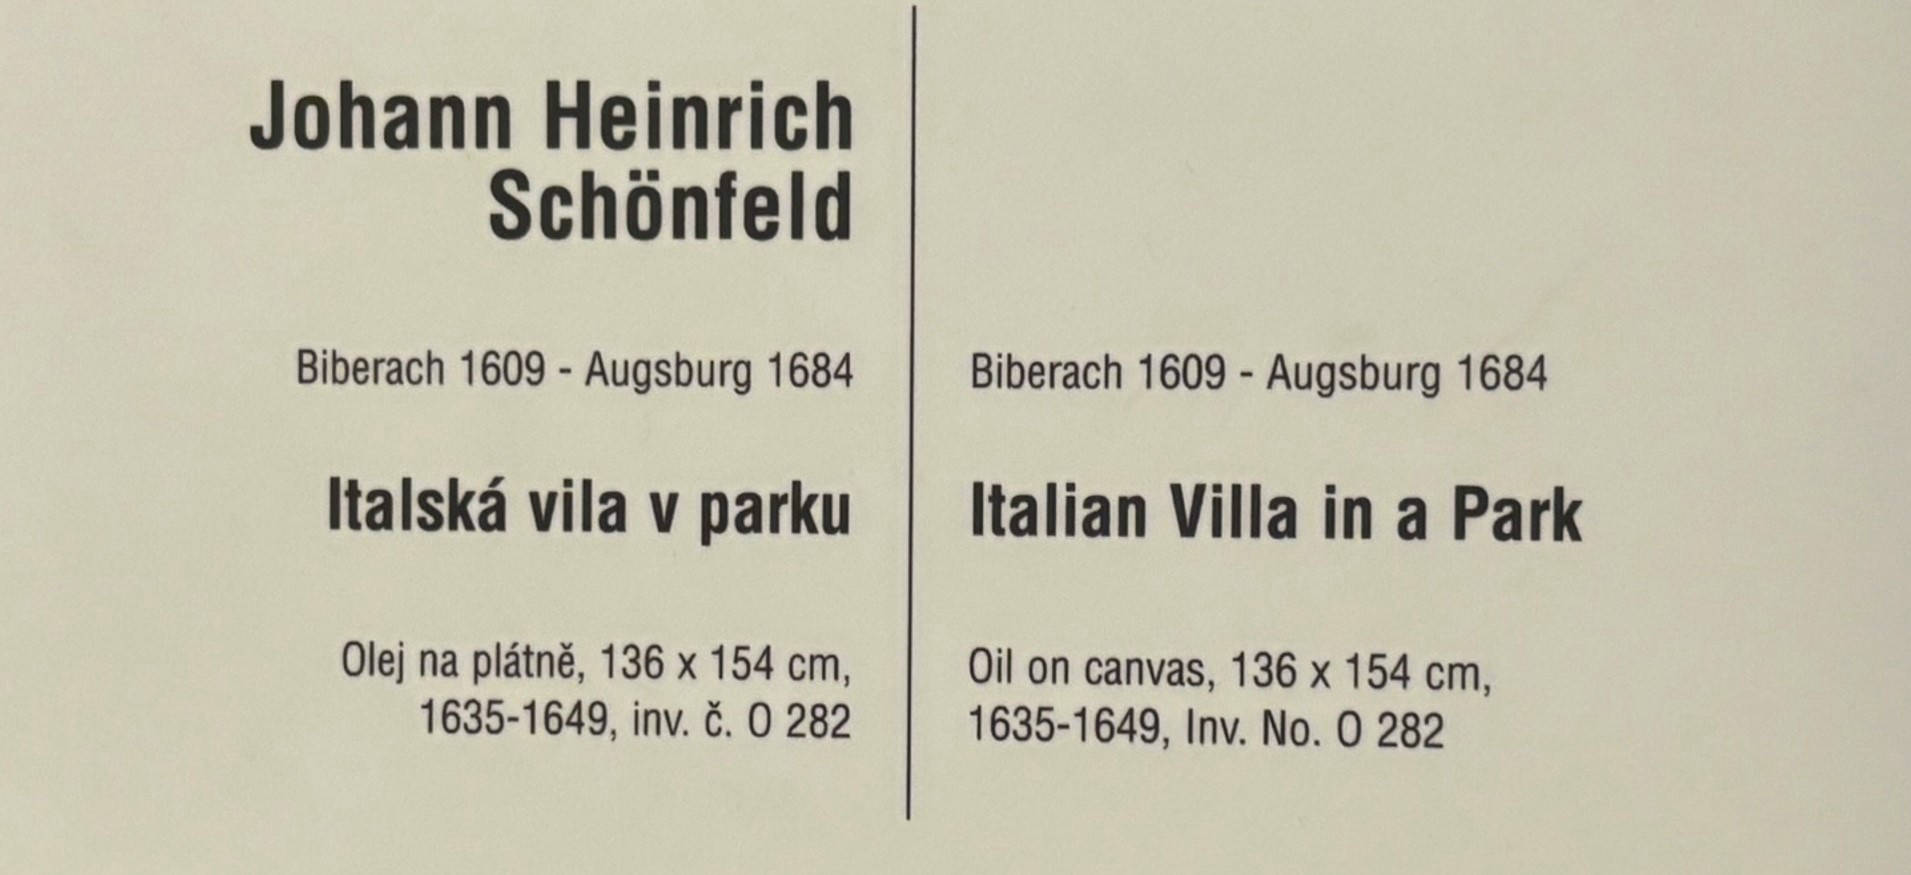 Johann Heinrich
Schönfeld
Biberach 1609 - Augsburg 1684
Italská vila v parku
Olej na plátně, 136 x 154 cm,
1635-1649, inv. č. O 282
Biberach 1609 - Augsburg 1684
Italian Villa in a Park
Oil on canvas, 136 x 154 cm,
1635-1649, Inv. No. O 282